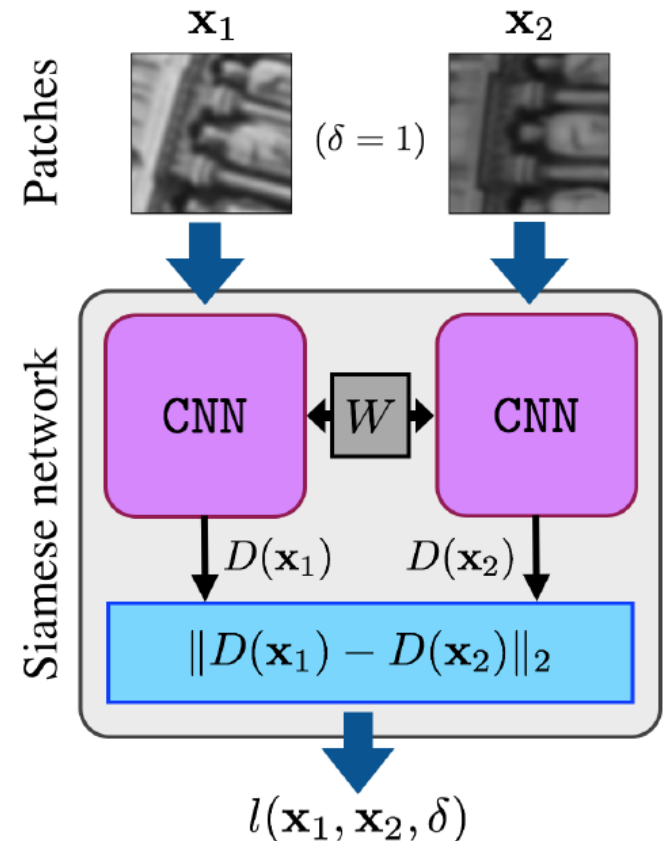 𝐱₁ 𝐱₂
Patches
(δ = 1)
Siamese network
CNN W CNN
D(𝐱₁) D(𝐱₂)
‖D(𝐱₁) − D(𝐱₂)‖₂
l(𝐱₁, 𝐱₂, δ)